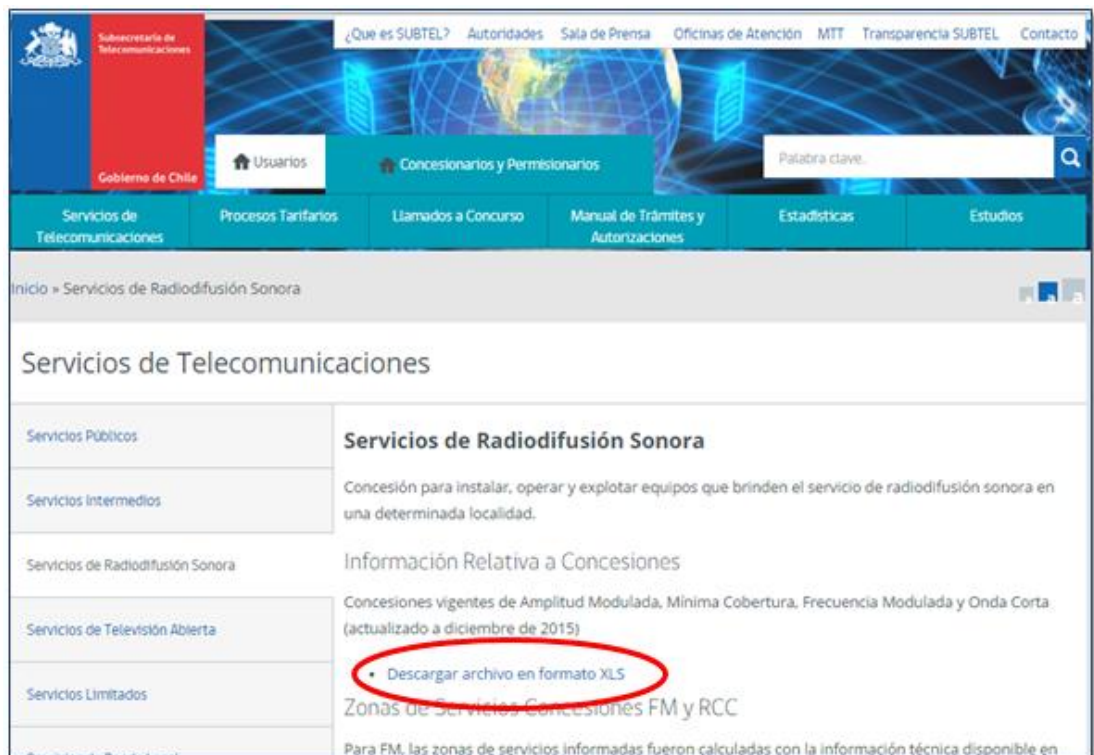 Subsecretaría de
Telecomunicaciones
Gobierno de Chile
¿Que es SUBTEL? Autoridades Sala de Prensa Oficinas de Atención MTT Transparencia SUBTEL Contacto
Usuarios
Concesionarios y Permisionarios
Palabra clave.
Servicios de
Telecomunicaciones
Procesos Tarifarios
Llamados a Concurso
Manual de Trámites y
Autorizaciones
Estadísticas
Estudios
Inicio » Servicios de Radiodifusión Sonora
a a a
Servicios de Telecomunicaciones
Servicios Públicos
Servicios Intermedios
Servicios de Radiodifusión Sonora
Servicios de Televisión Abierta
Servicios Limitados
Servicios de Radiodifusión Sonora
Concesión para instalar, operar y explotar equipos que brinden el servicio de radiodifusión sonora en
una determinada localidad.
Información Relativa a Concesiones
Concesiones vigentes de Amplitud Modulada, Mínima Cobertura, Frecuencia Modulada y Onda Corta
(actualizado a diciembre de 2015)
• Descargar archivo en formato XLS
Zonas de Servicios Concesiones FM y RCC
Para FM, las zonas de servicios informadas fueron calculadas con la información técnica disponible en